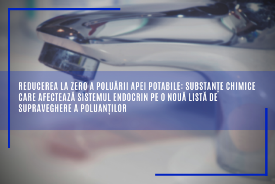 REDUCEREA LA ZERO A POLUĂRII APEI POTABILE: SUBSTANȚE CHIMICE
CARE AFECTEAZĂ SISTEMUL ENDOCRIN PE O NOUĂ LISTĂ DE
SUPRAVEGHERE A POLUANȚILOR